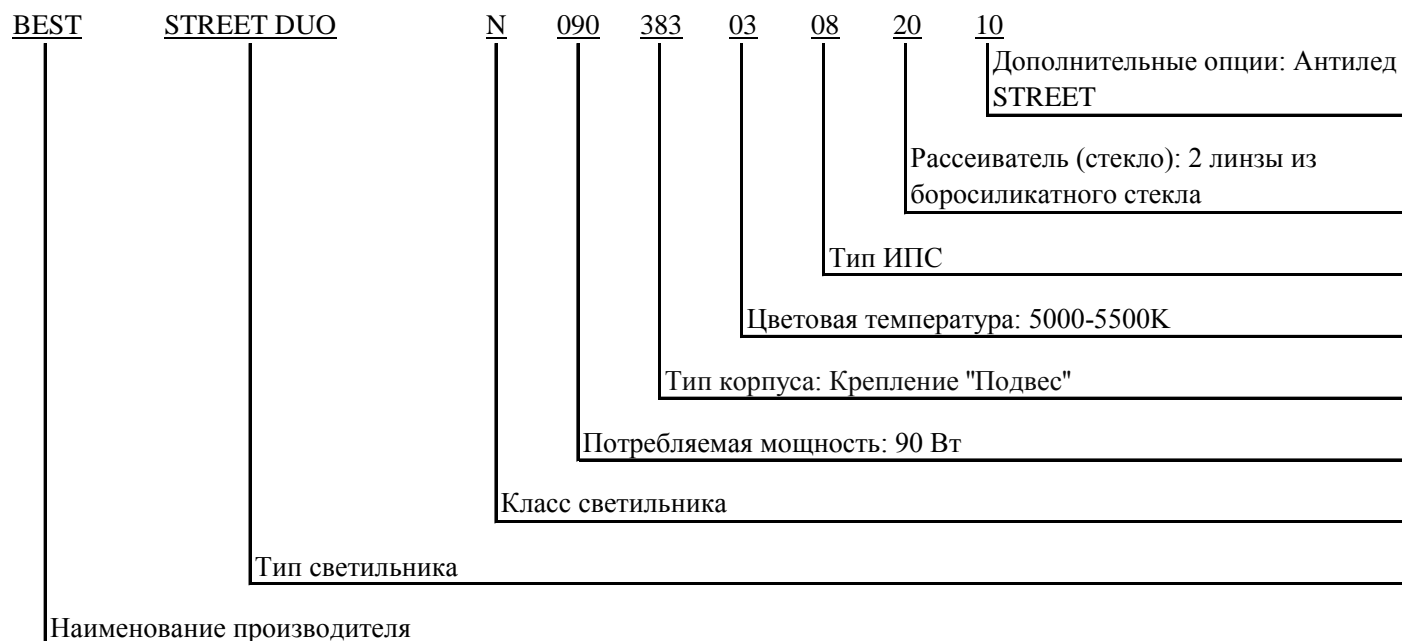 BEST STREET DUO N 090 383 03 08 20 10
Дополнительные опции: Антилед
STREET
Рассеиватель (стекло): 2 линзы из
боросиликатного стекла
Тип ИПС
Цветовая температура: 5000-5500K
Тип корпуса: Крепление "Подвес"
Потребляемая мощность: 90 Вт
Класс светильника
Тип светильника
Наименование производителя